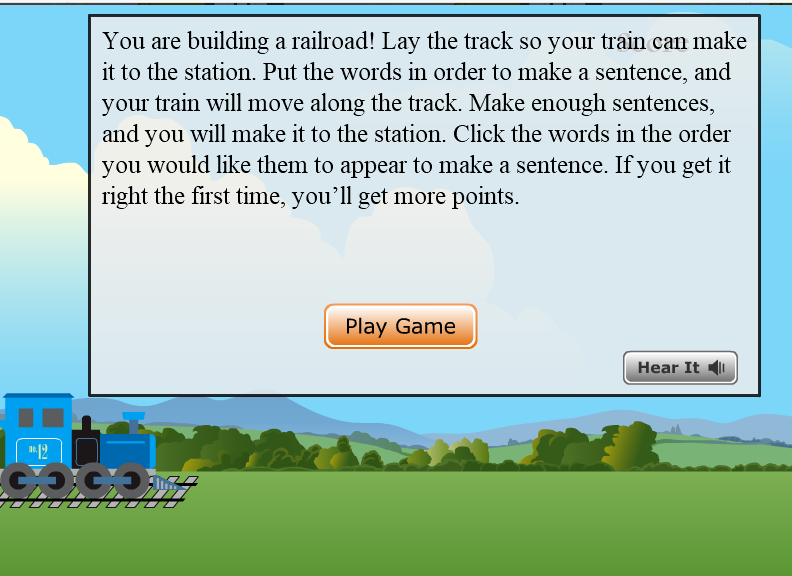 You are building a railroad! Lay the track so your train can make
it to the station. Put the words in order to make a sentence, and
your train will move along the track. Make enough sentences,
and you will make it to the station. Click the words in the order
you would like them to appear to make a sentence. If you get it
right the first time, you’ll get more points.
Score
Play Game
Hear It
No. 12